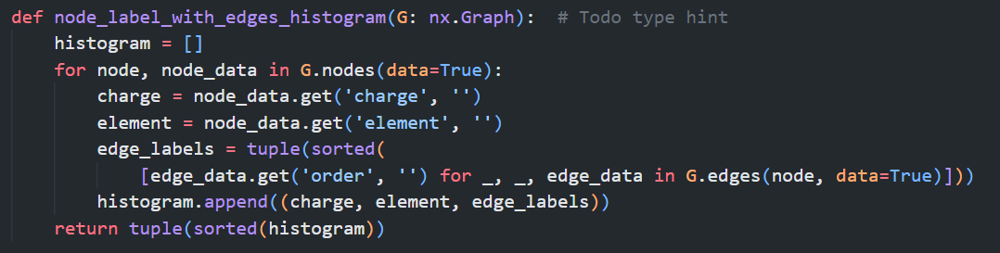 def node_label_with_edges_histogram(G: nx.Graph):  # Todo type hint
    histogram = []
    for node, node_data in G.nodes(data=True):
        charge = node_data.get('charge', '')
        element = node_data.get('element', '')
        edge_labels = tuple(sorted(
            [edge_data.get('order', '') for _, _, edge_data in G.edges(node, data=True)]))
        histogram.append((charge, element, edge_labels))
    return tuple(sorted(histogram))